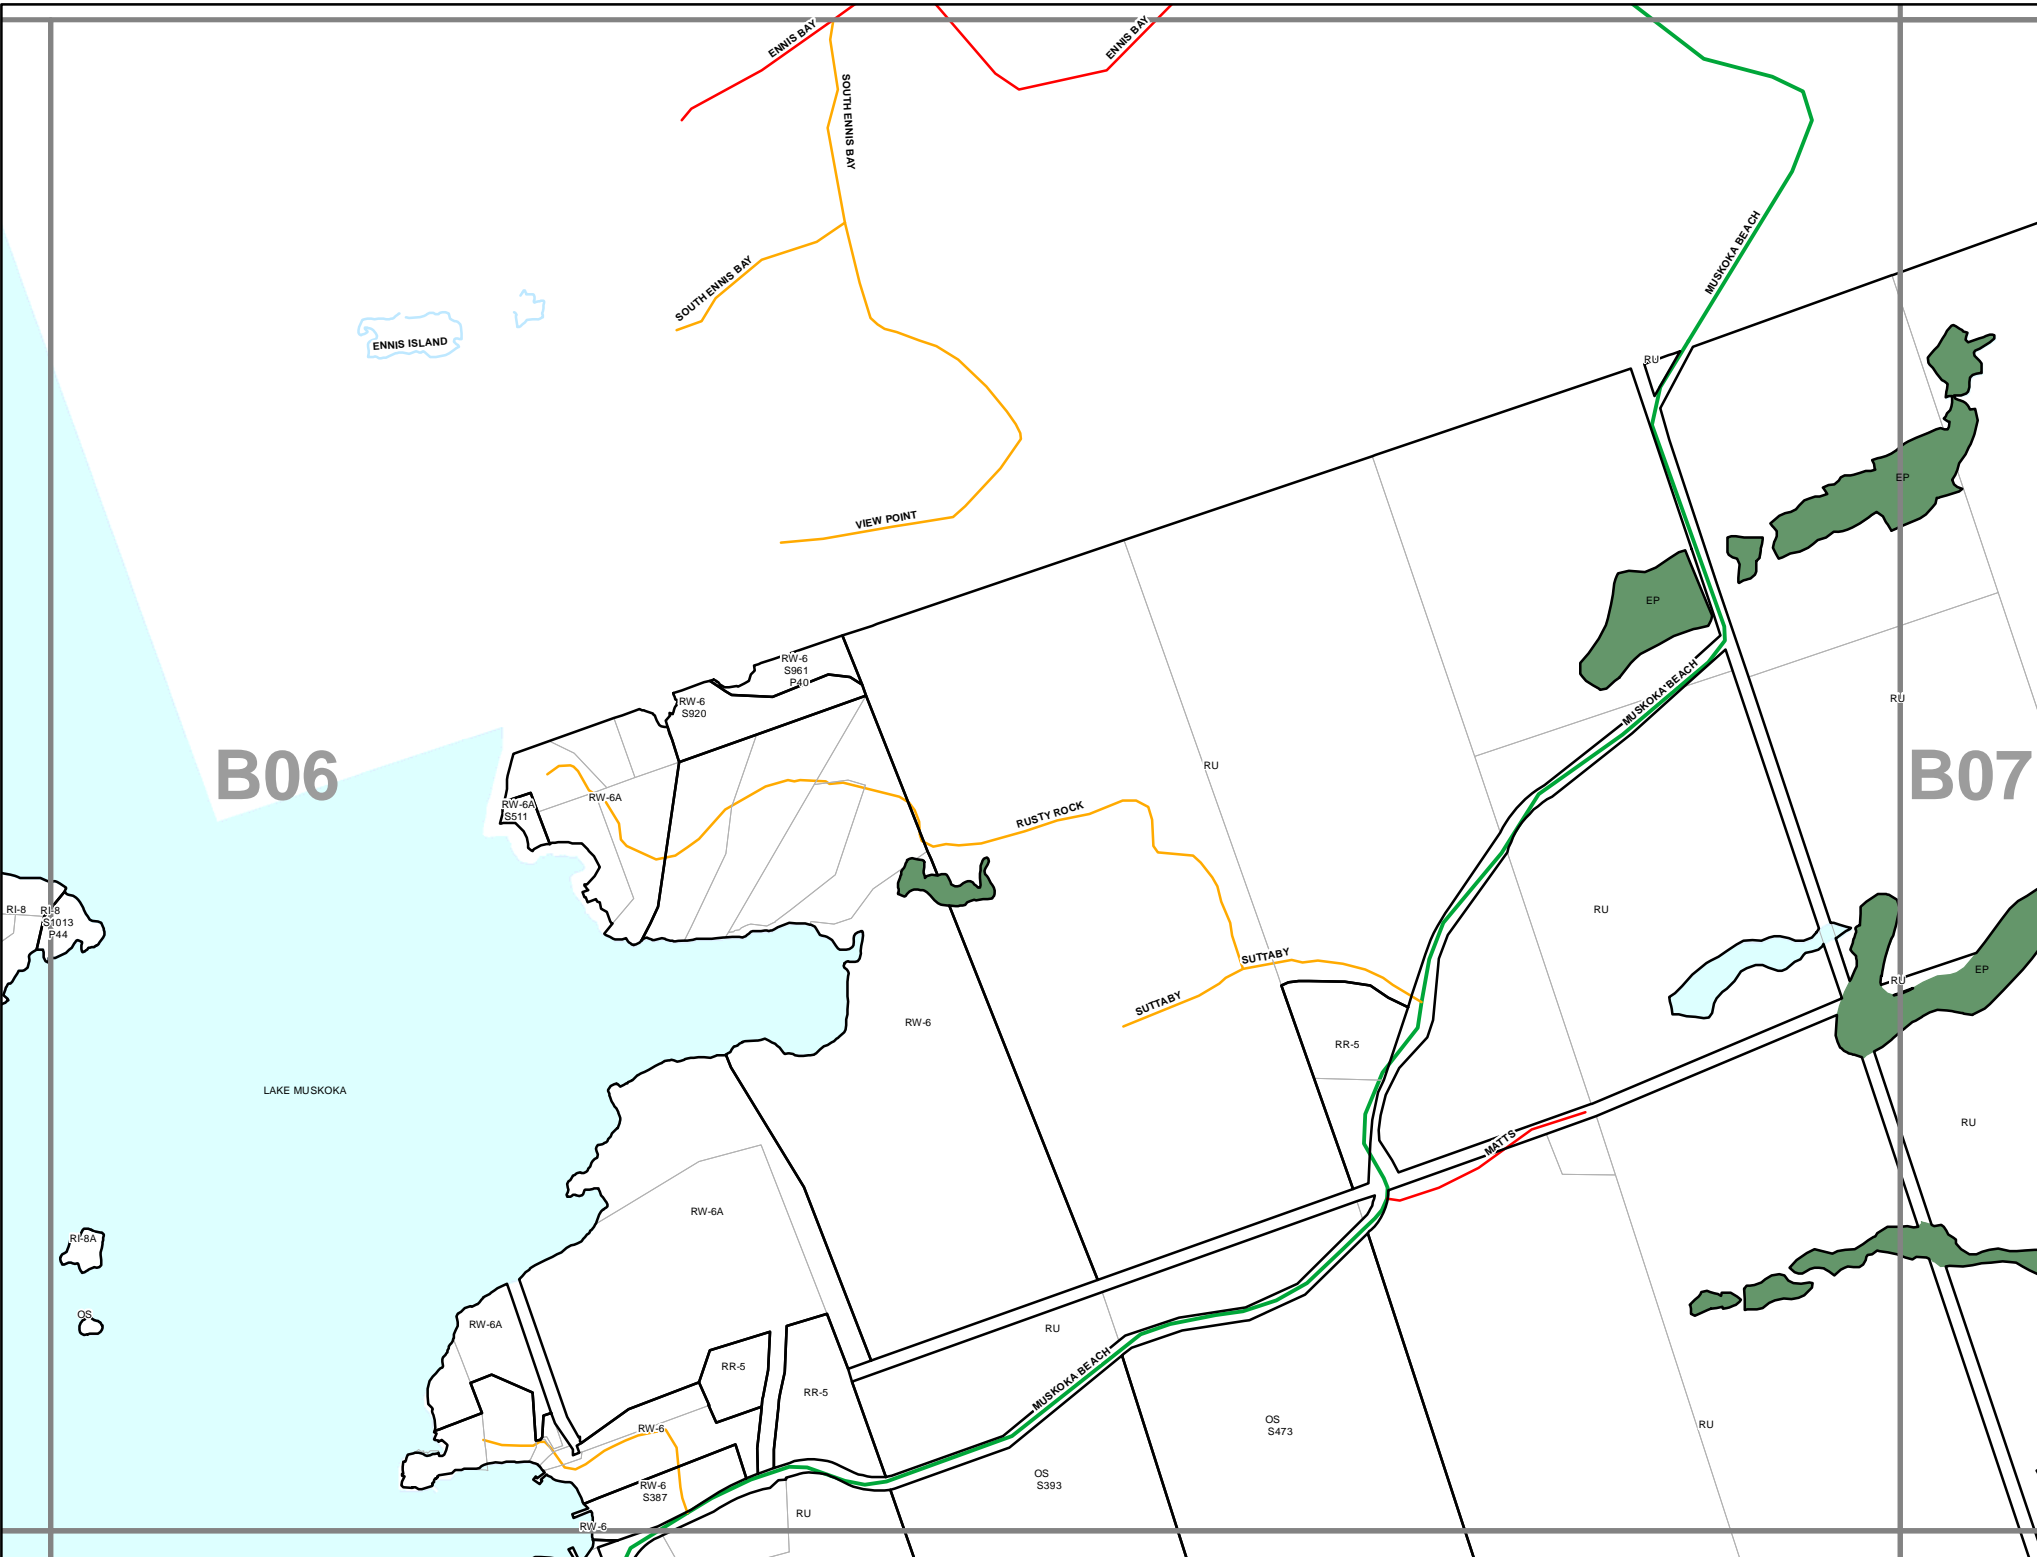 ENNIS BAY
ENNIS BAY
SOUTH ENNIS BAY
MUSKOKA BEACH
SOUTH ENNIS BAY
ENNIS ISLAND
RU
EP
VIEW POINT
EP
RW-6
S961
P40
MUSKOKA BEACH
RW-6
S920
RU
B06
RU
B07
RW-6A
RW-6A
S511
RUSTY ROCK
RI-8
RI-8
S1013
P44
RU
SUTTABY
EP
RU
SUTTABY
RW-6
RR-5
LAKE MUSKOKA
RU
MATTS
RW-6A
RI-8A
OS
RW-6A
RU
RR-5
MUSKOKA BEACH
RR-5
OS
S473
RU
RW-6
OS
S393
RW-6
S387
RU
RW-6